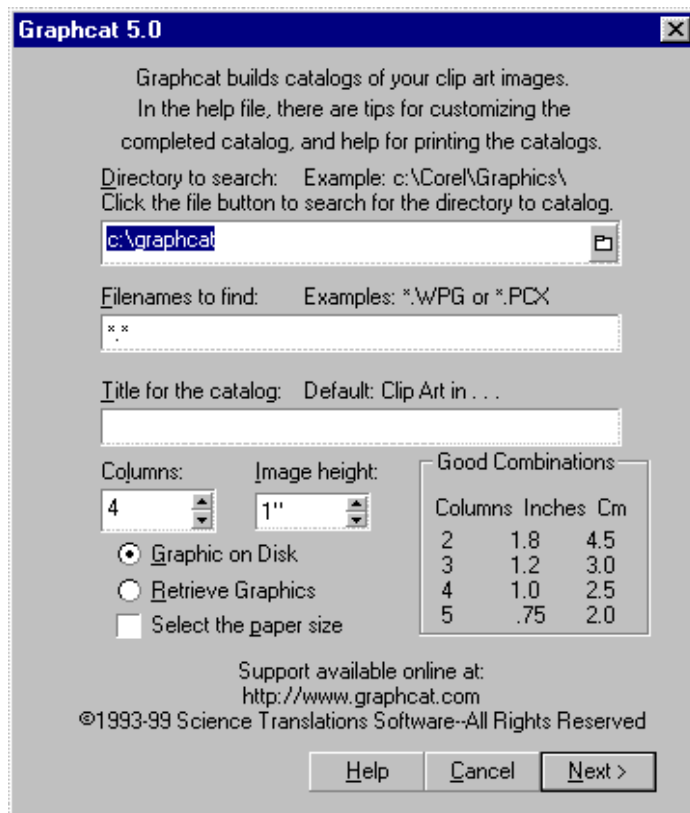 Graphcat 5.0
Graphcat builds catalogs of your clip art images.
In the help file, there are tips for customizing the
completed catalog, and help for printing the catalogs.
Directory to search: Example: c:\Corel\Graphics\
Click the file button to search for the directory to catalog.
c:\graphcat
Filenames to find: Examples: *.WPG or *.PCX
*.*
Title for the catalog: Default: Clip Art in . . .
Columns: Image height:
4 1"
Graphic on Disk
Retrieve Graphics
Select the paper size
Good Combinations
Columns Inches Cm
2 1.8 4.5
3 1.2 3.0
4 1.0 2.5
5 .75 2.0
Support available online at:
http://www.graphcat.com
©1993-99 Science Translations Software--All Rights Reserved
Help Cancel Next >